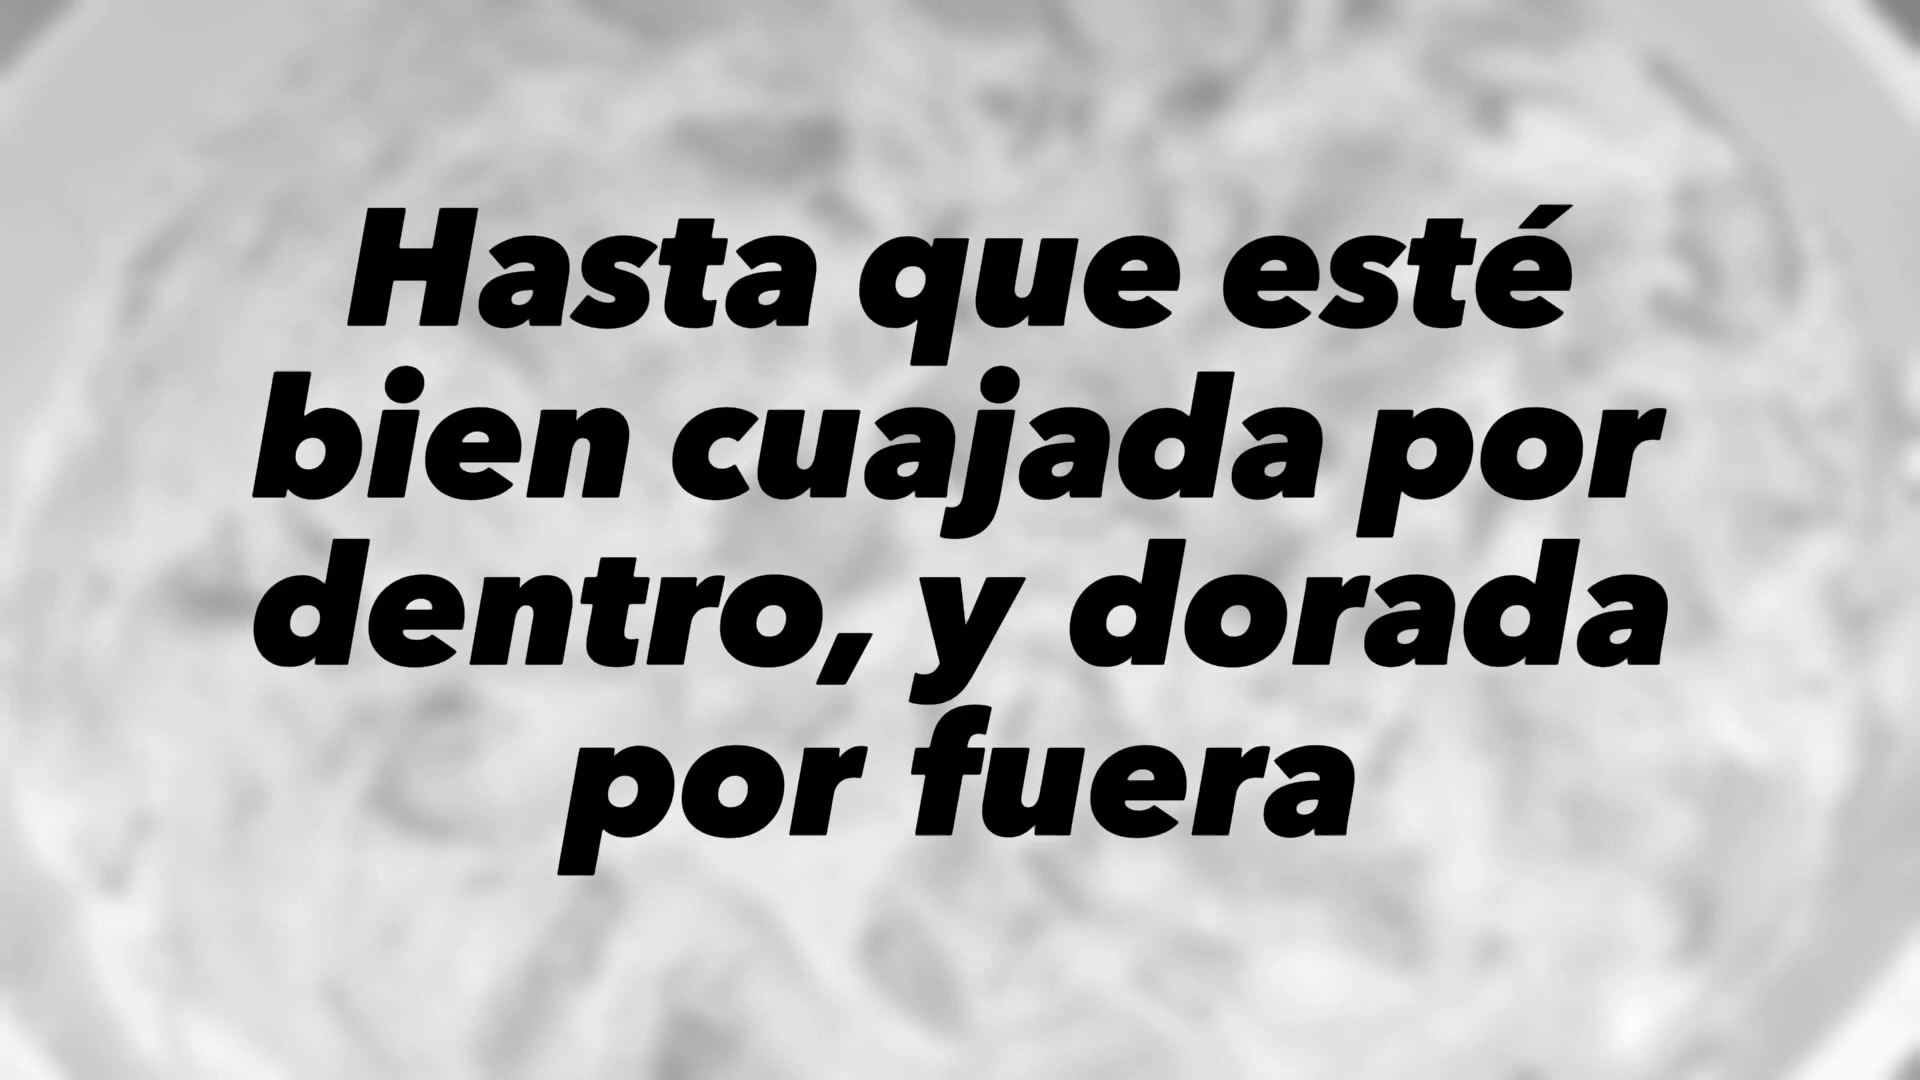 Hasta que esté
bien cuajada por
dentro, y dorada
por fuera